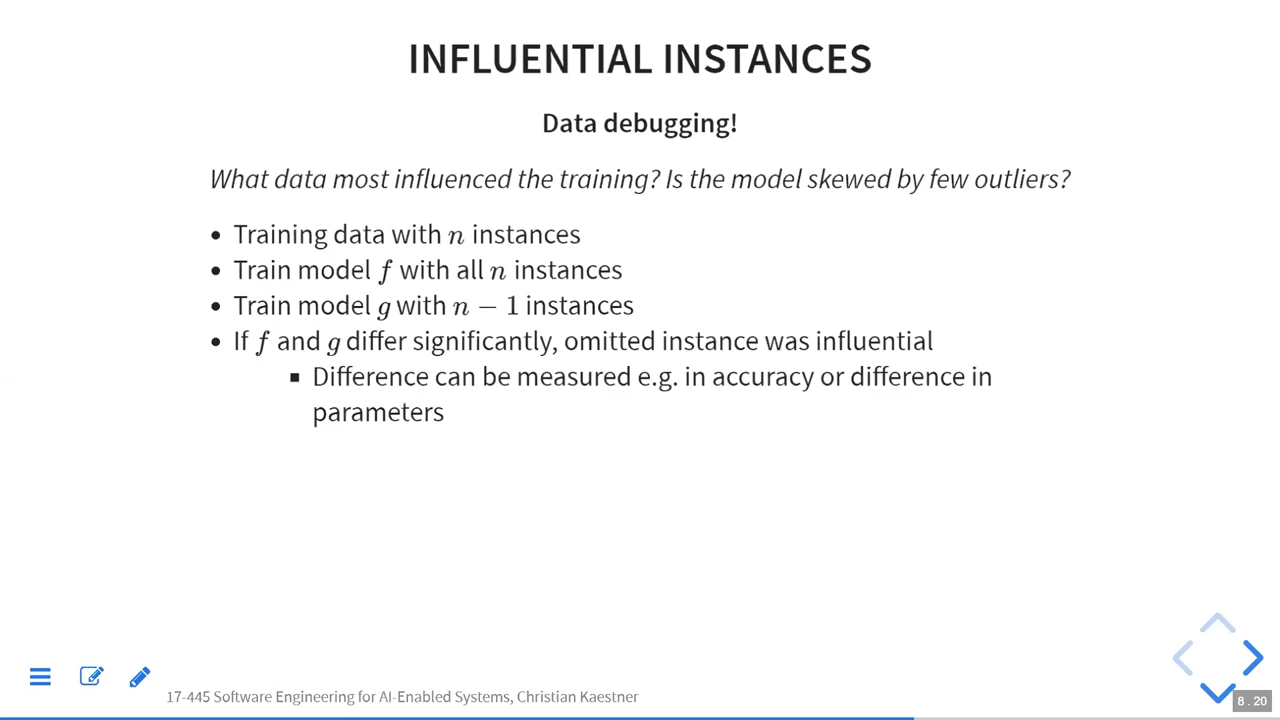 INFLUENTIAL INSTANCES
Data debugging!
What data most influenced the training? Is the model skewed by few outliers?
• Training data with n instances
• Train model f with all n instances
• Train model g with n − 1 instances
• If f and g differ significantly, omitted instance was influential
▪ Difference can be measured e.g. in accuracy or difference in
parameters
17-445 Software Engineering for AI-Enabled Systems, Christian Kaestner
8 . 20